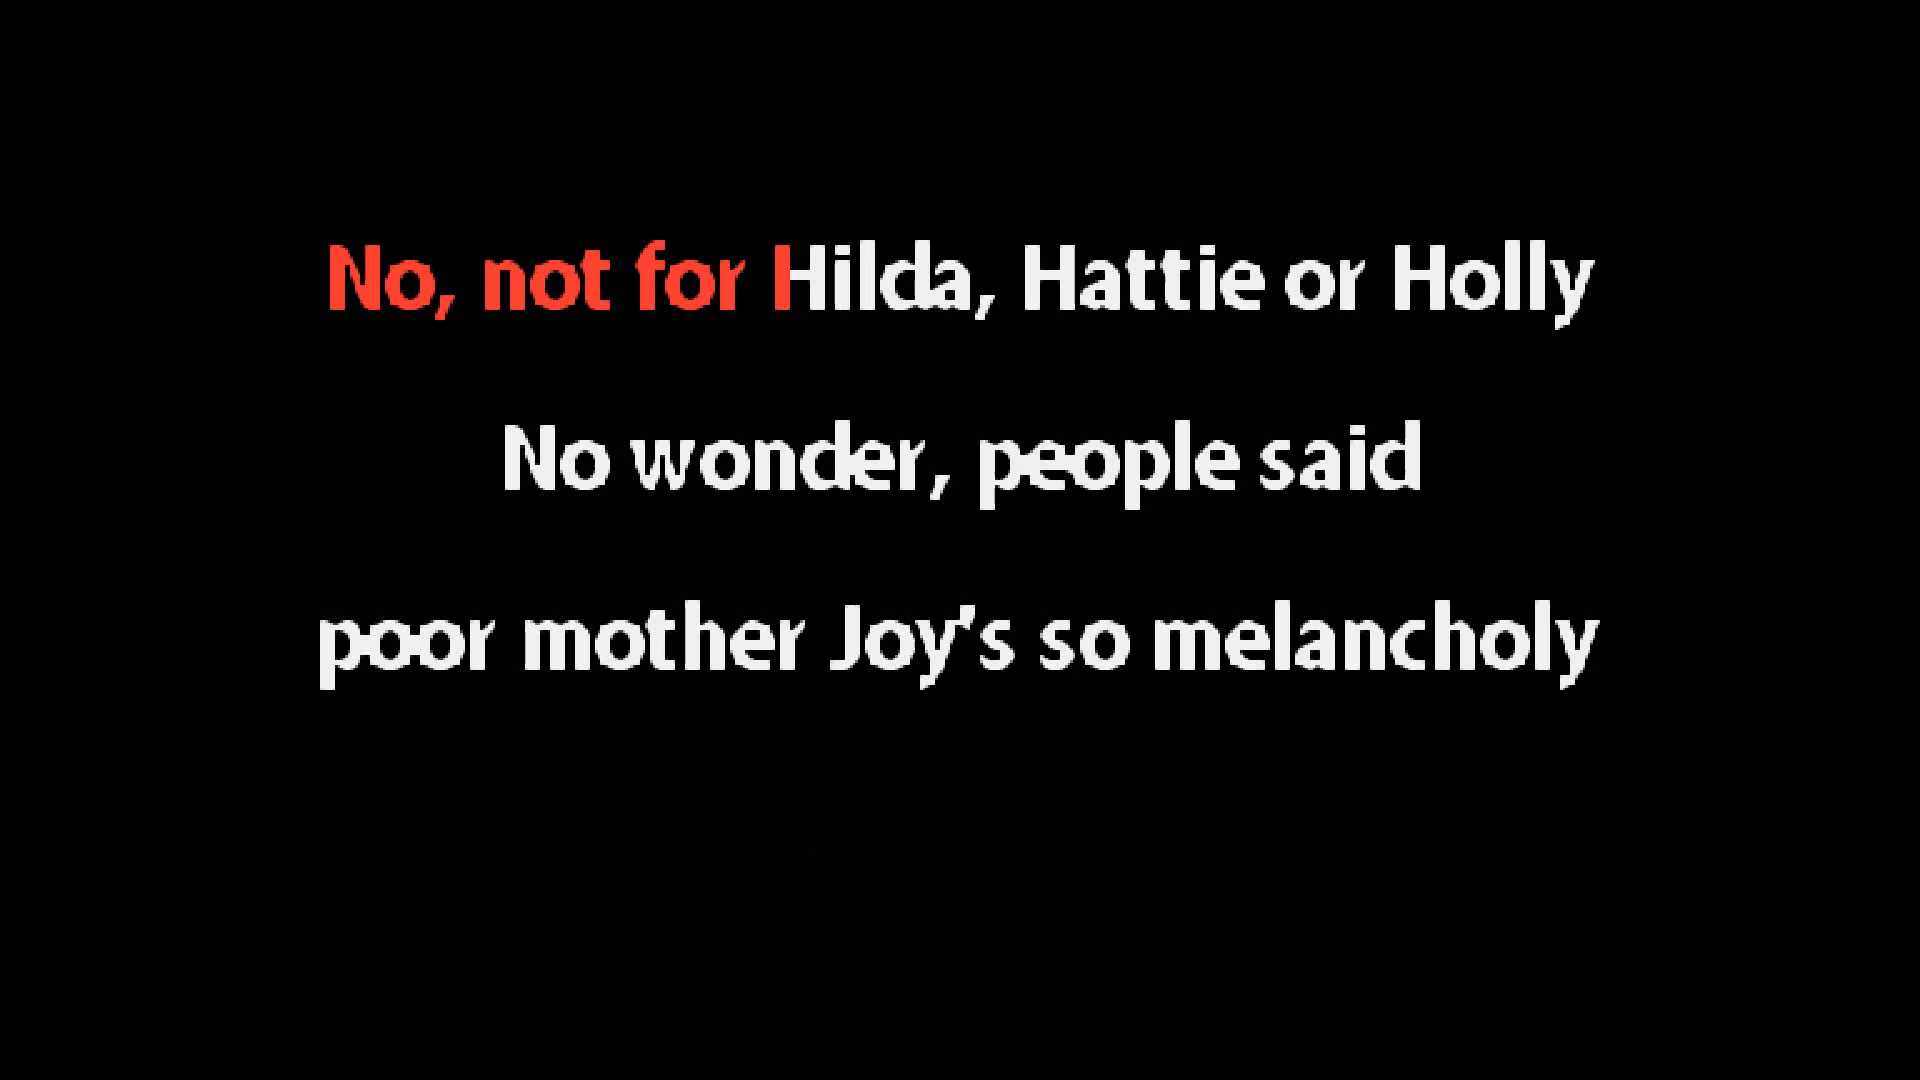 No, not for Hilda, Hattie or Holly
No wonder, people said
poor mother Joy's so melancholy